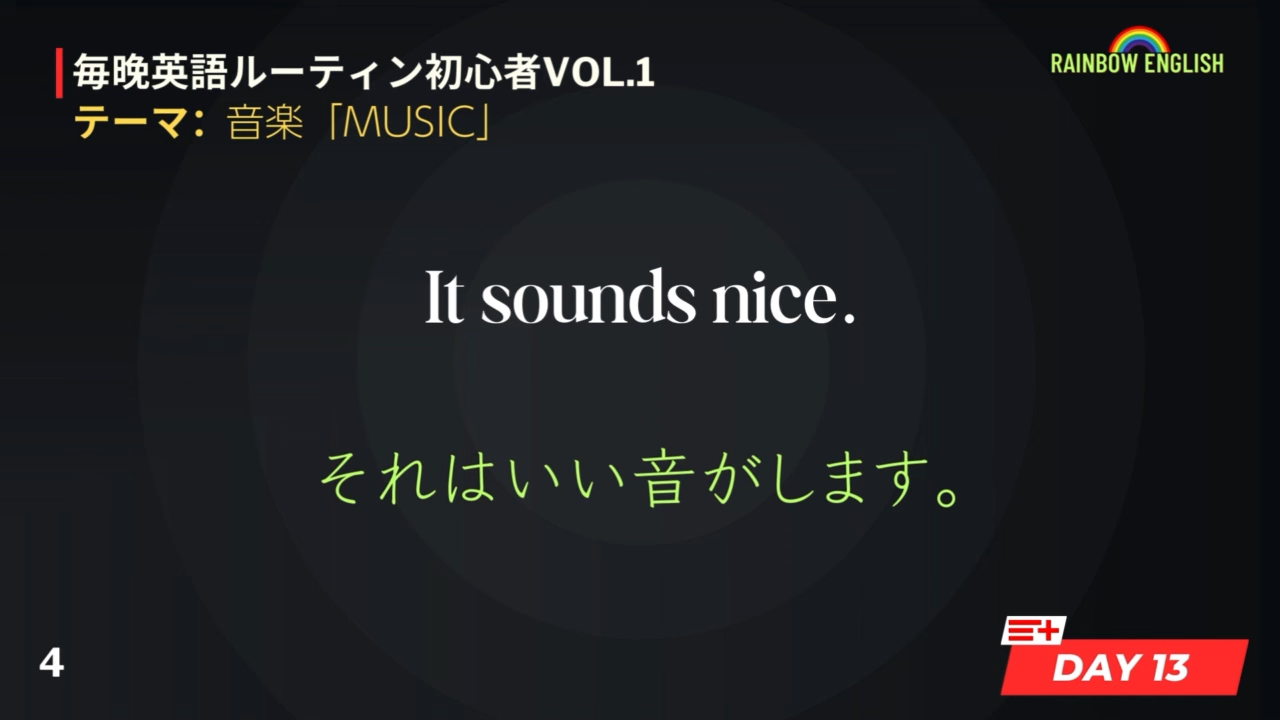 毎晩英語ルーティン初心者VOL.1
テーマ: 音楽「MUSIC」
RAINBOW ENGLISH
It sounds nice.
それはいい音がします。
4
DAY 13